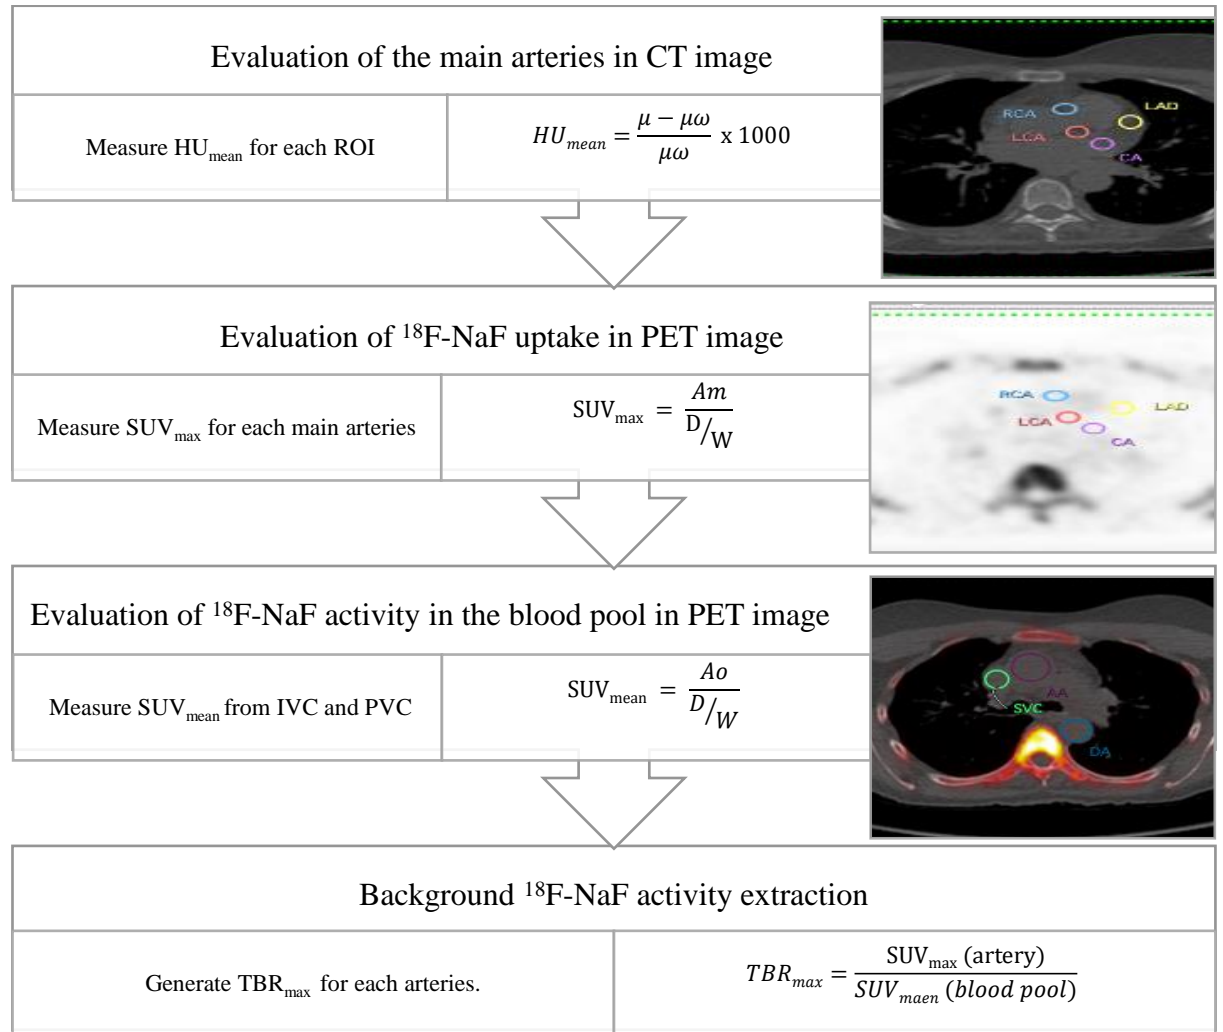 Evaluation of the main arteries in CT image
Measure HU_mean for each ROI
HU_mean = (μ − μω)/μω x 1000
RCA
LAD
LCA
CA
Evaluation of ¹⁸F-NaF uptake in PET image
Measure SUV_max for each main arteries
SUV_max = Am/(D/W)
RCA
LAD
LCA
CA
Evaluation of ¹⁸F-NaF activity in the blood pool in PET image
Measure SUV_mean from IVC and PVC
SUV_mean = Ao/(D/W)
AA
SVC
DA
Background ¹⁸F-NaF activity extraction
Generate TBR_max for each arteries.
TBR_max = SUV_max (artery)/SUV_maen (blood pool)